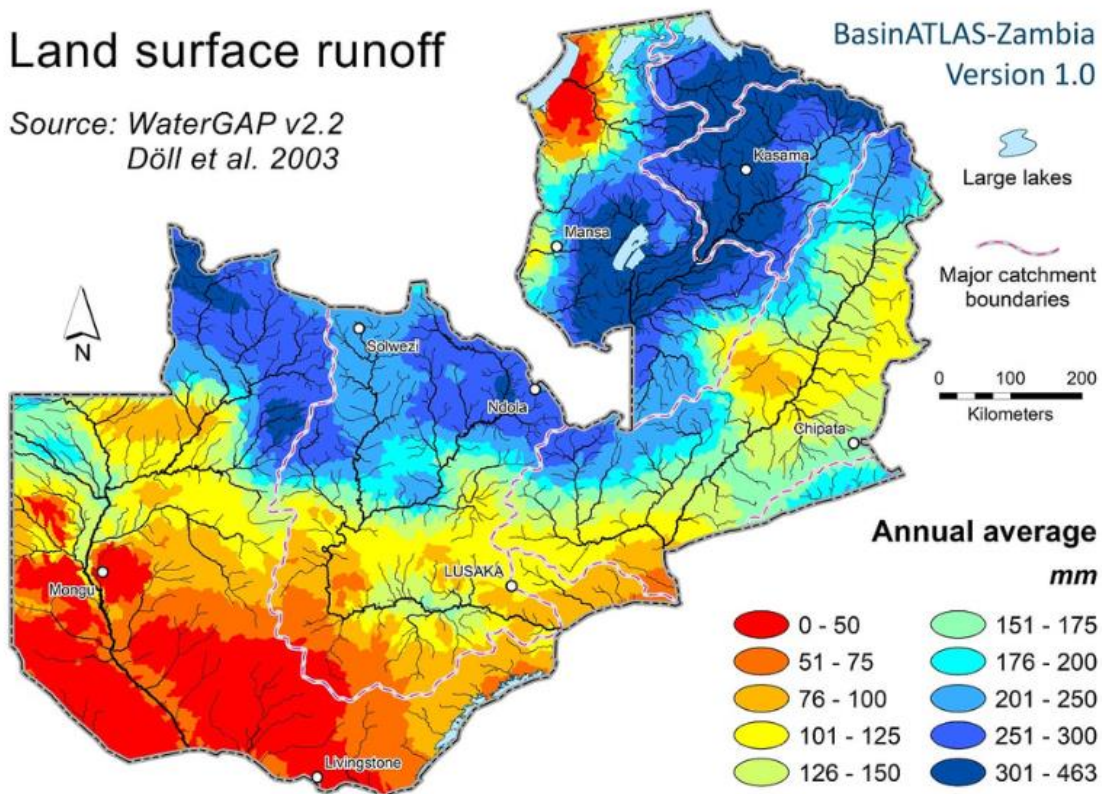 Land surface runoff
Source: WaterGAP v2.2
Döll et al. 2003
BasinATLAS-Zambia
Version 1.0
Large lakes
Major catchment
boundaries
0 100 200
Kilometers
N
Kasama
Mansa
Solwezi
Ndola
Chipata
Mongu
LUSAKA
Livingstone
Annual average
mm
0 - 50
51 - 75
76 - 100
101 - 125
126 - 150
151 - 175
176 - 200
201 - 250
251 - 300
301 - 463